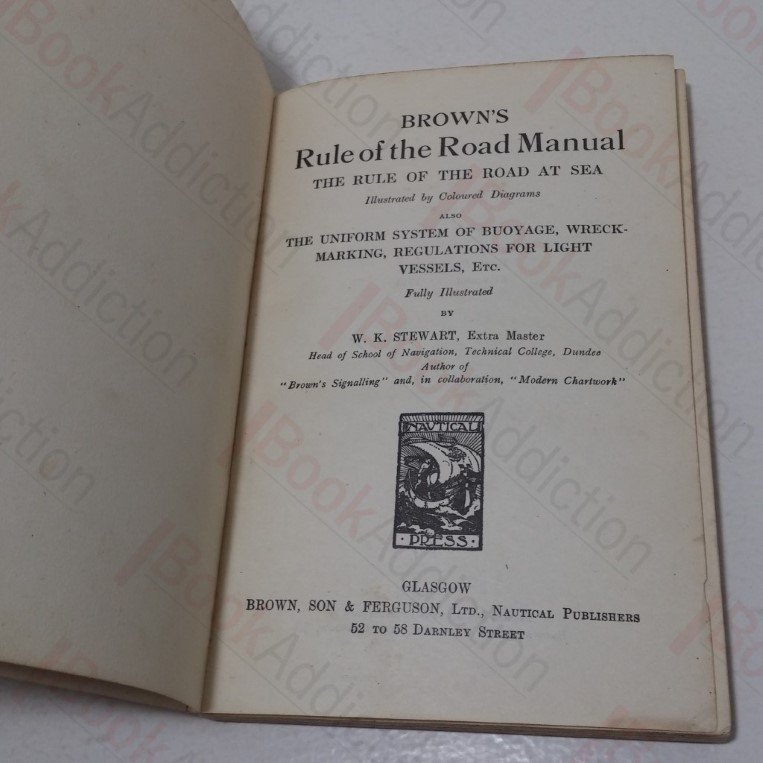 BROWN'S
Rule of the Road Manual
THE RULE OF THE ROAD AT SEA
Illustrated by Coloured Diagrams
ALSO
THE UNIFORM SYSTEM OF BUOYAGE, WRECK-
MARKING, REGULATIONS FOR LIGHT
VESSELS, ETC.
Fully Illustrated
BY
W. K. STEWART, Extra Master
Head of School of Navigation, Technical College, Dundee
Author of
"Brown's Signalling" and, in collaboration, "Modern Chartwork"
NAUTICAL
PRESS
GLASGOW
BROWN, SON & FERGUSON, LTD., NAUTICAL PUBLISHERS
52 TO 58 DARNLEY STREET
BookAddiction